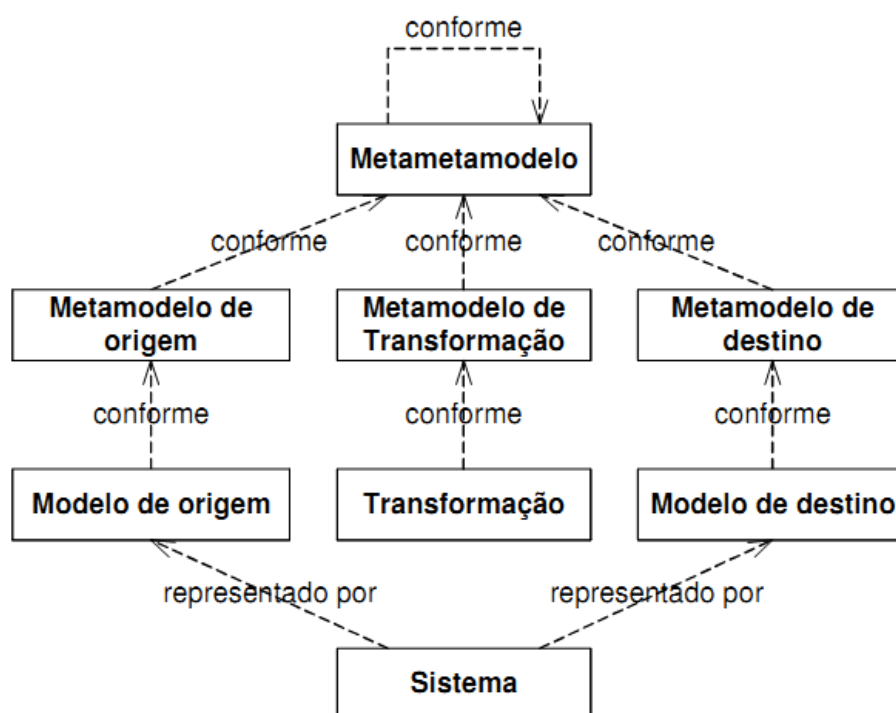 conforme
Metametamodelo
conforme
conforme
conforme
Metamodelo de
origem
Metamodelo de
Transformação
Metamodelo de
destino
conforme
conforme
conforme
Modelo de origem
Transformação
Modelo de destino
representado por
representado por
Sistema